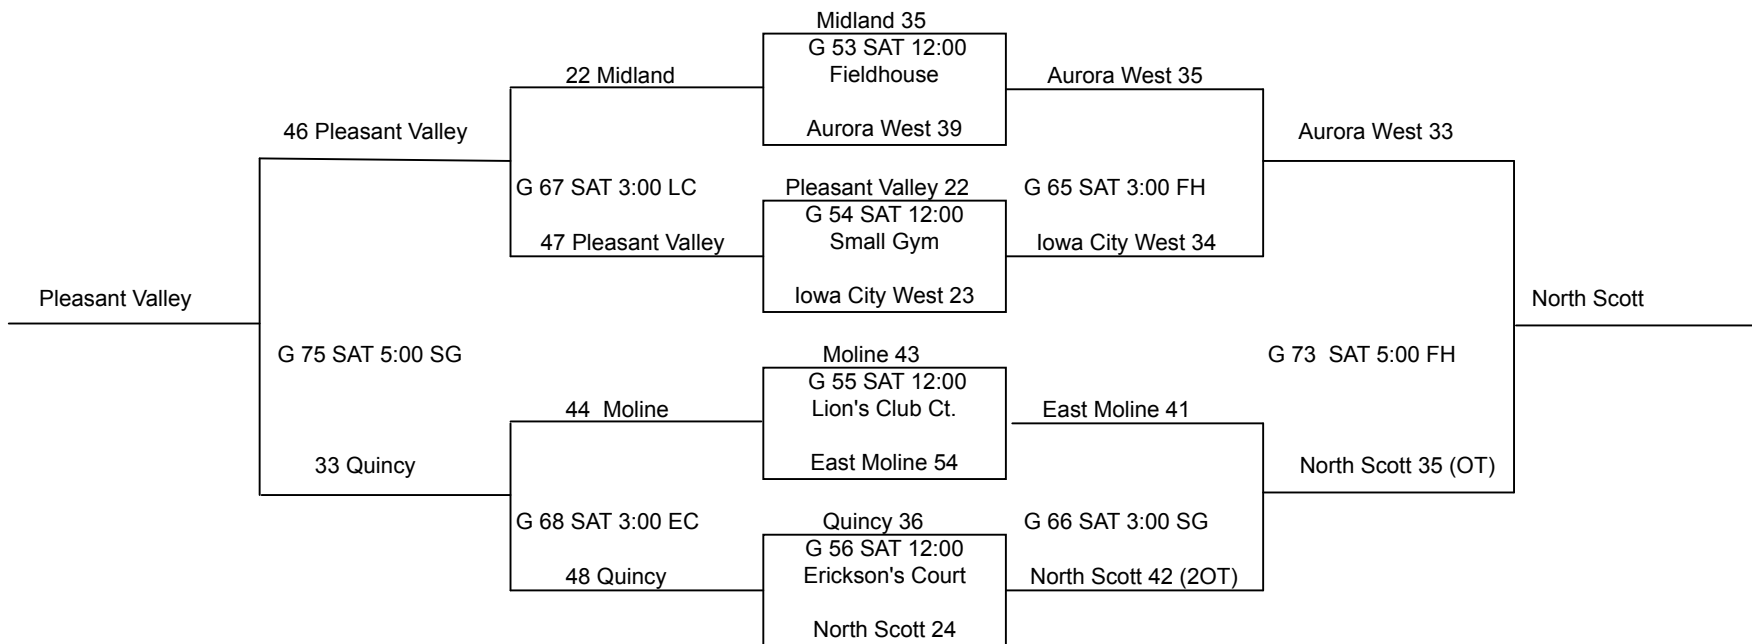 Midland 35
G 53 SAT 12:00
Fieldhouse
22 Midland
Aurora West 35
46 Pleasant Valley
Aurora West 39
Aurora West 33
G 67 SAT 3:00 LC
Pleasant Valley 22
G 65 SAT 3:00 FH
G 54 SAT 12:00
Small Gym
47 Pleasant Valley
Iowa City West 34
Pleasant Valley
Iowa City West 23
North Scott
G 75 SAT 5:00 SG
Moline 43
G 73  SAT 5:00 FH
G 55 SAT 12:00
Lion's Club Ct.
44  Moline
East Moline 41
33 Quincy
East Moline 54
North Scott 35 (OT)
G 68 SAT 3:00 EC
Quincy 36
G 66 SAT 3:00 SG
G 56 SAT 12:00
Erickson's Court
48 Quincy
North Scott 42 (2OT)
North Scott 24